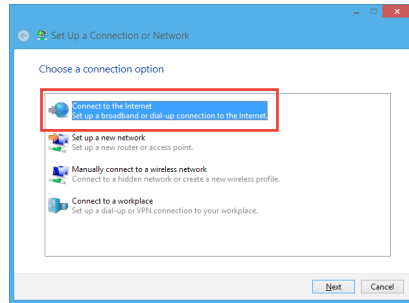 Set Up a Connection or Network
Choose a connection option
Connect to the Internet
Set up a broadband or dial-up connection to the Internet.
Set up a new network
Set up a new router or access point.
Manually connect to a wireless network
Connect to a hidden network or create a new wireless profile.
Connect to a workplace
Set up a dial-up or VPN connection to your workplace.
Next Cancel